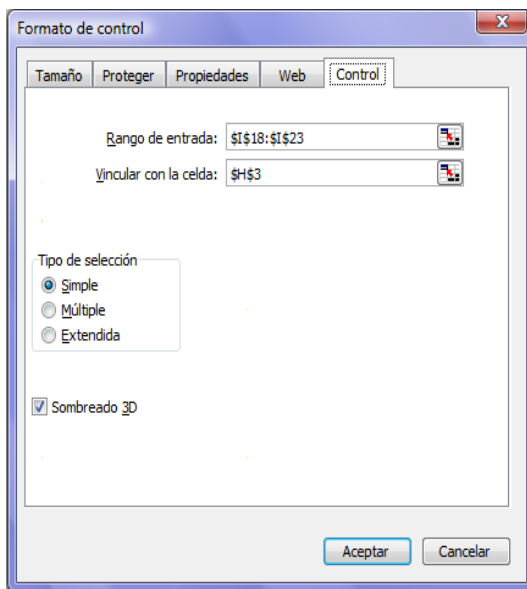 Formato de control
Tamaño Proteger Propiedades Web Control
Rango de entrada: $I$18:$I$23
Vincular con la celda: $H$3
Tipo de selección
Simple
Múltiple
Extendida
Sombreado 3D
Aceptar Cancelar